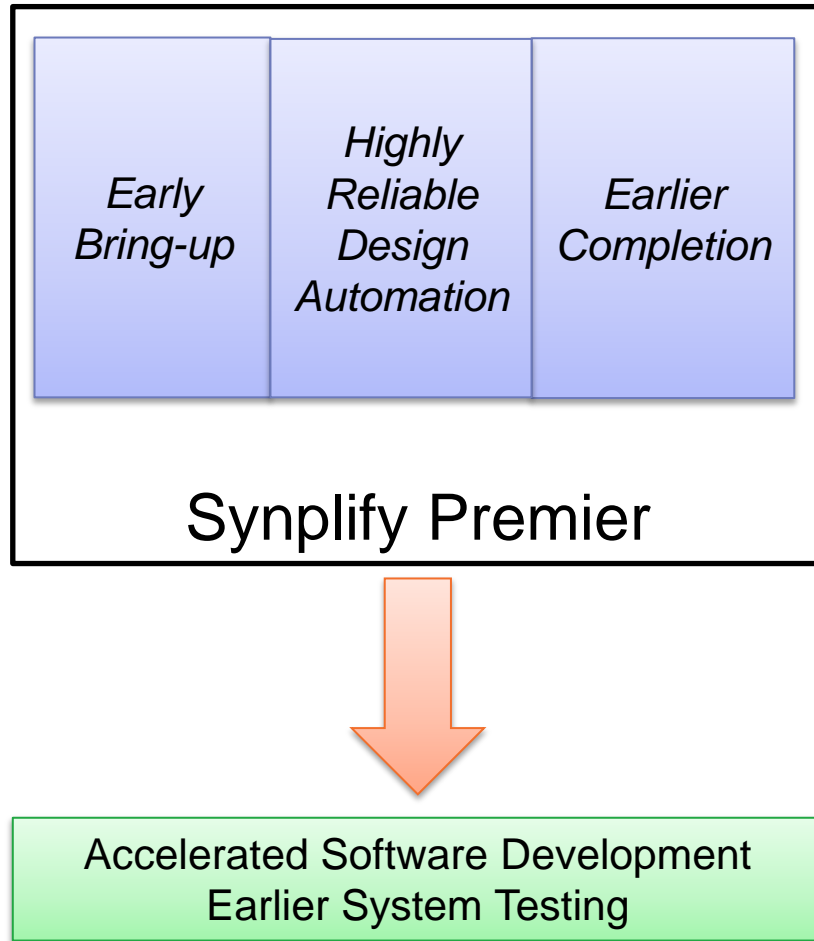 Early
Bring-up
Highly
Reliable
Design
Automation
Earlier
Completion
Synplify Premier
Accelerated Software Development
Earlier System Testing